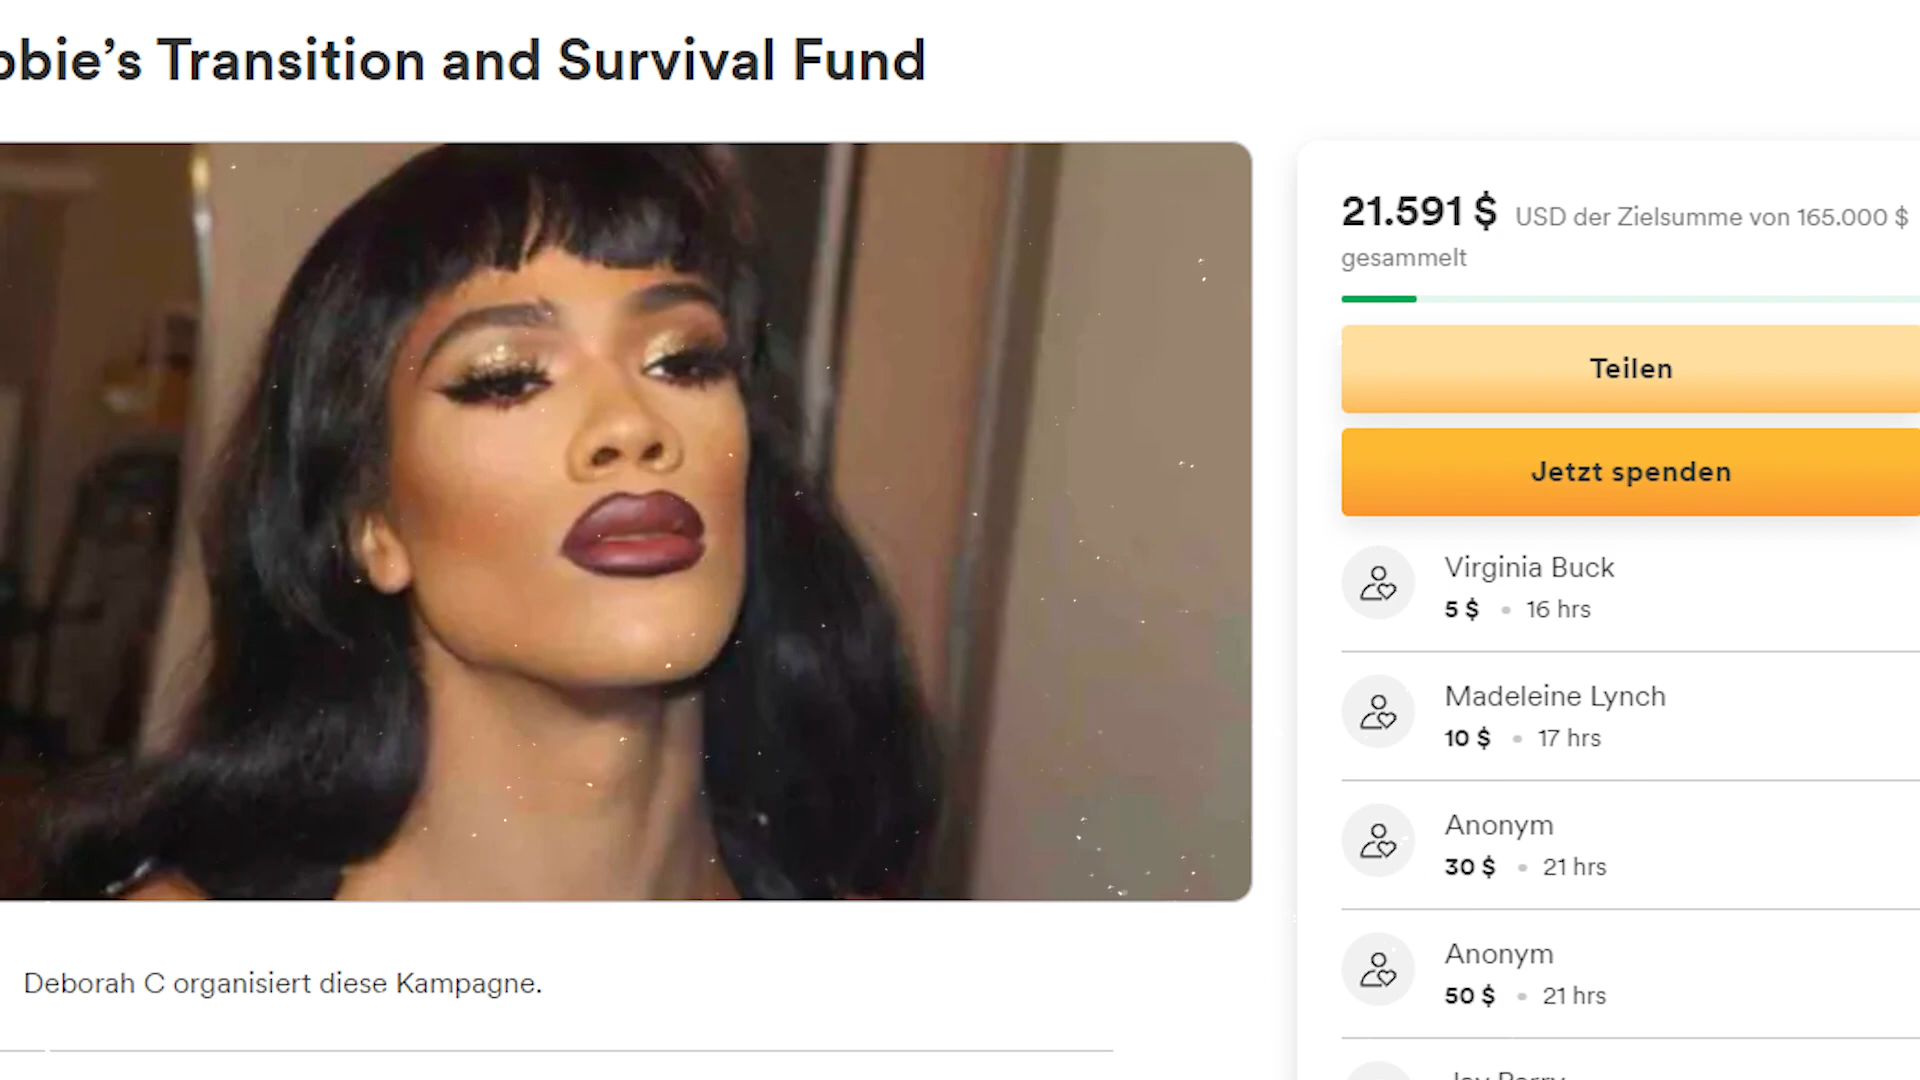 bbie’s Transition and Survival Fund
21.591 $ USD der Zielsumme von 165.000 $
gesammelt
Teilen
Jetzt spenden
Virginia Buck
5 $ • 16 hrs
Madeleine Lynch
10 $ • 17 hrs
Anonym
30 $ • 21 hrs
Anonym
50 $ • 21 hrs
Deborah C organisiert diese Kampagne.